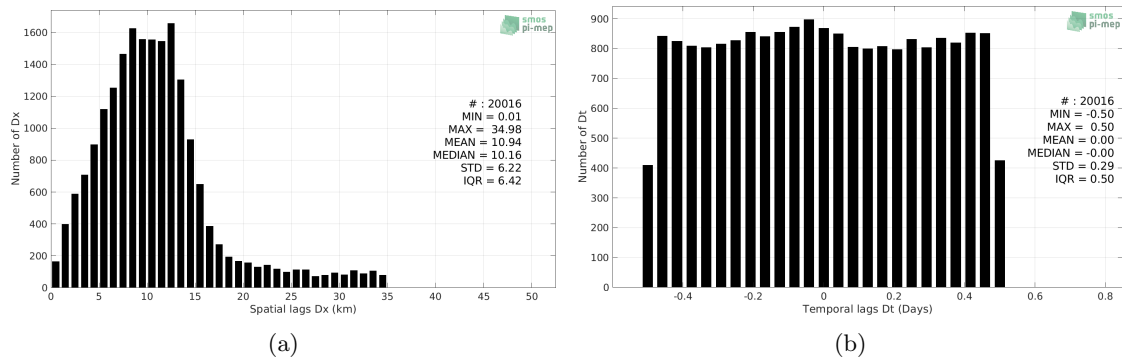 smos
pi-mep
1600
1400
1200
1000
800
600
400
200
0
Number of Dx
# : 20016
MIN = 0.01
MAX = 34.98
MEAN = 10.94
MEDIAN = 10.16
STD = 6.22
IQR = 6.42
0 5 10 15 20 25 30 35 40 45 50
Spatial lags Dx (km)
(a)
smos
pi-mep
900
800
700
600
500
400
300
200
100
0
Number of Dt
# : 20016
MIN = -0.50
MAX = 0.50
MEAN = 0.00
MEDIAN = -0.00
STD = 0.29
IQR = 0.50
-0.4 -0.2 0 0.2 0.4 0.6 0.8
Temporal lags Dt (Days)
(b)